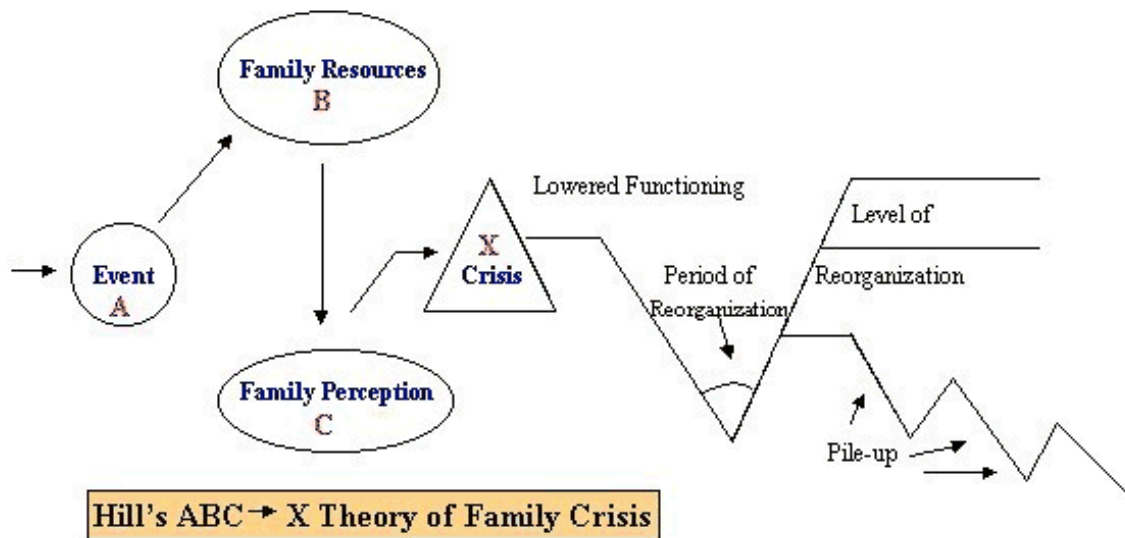 Family Resources
B
Event
A
Family Perception
C
X
Crisis
Lowered Functioning
Period of
Reorganization
Level of
Reorganization
Pile-up
Hill's ABC → X Theory of Family Crisis